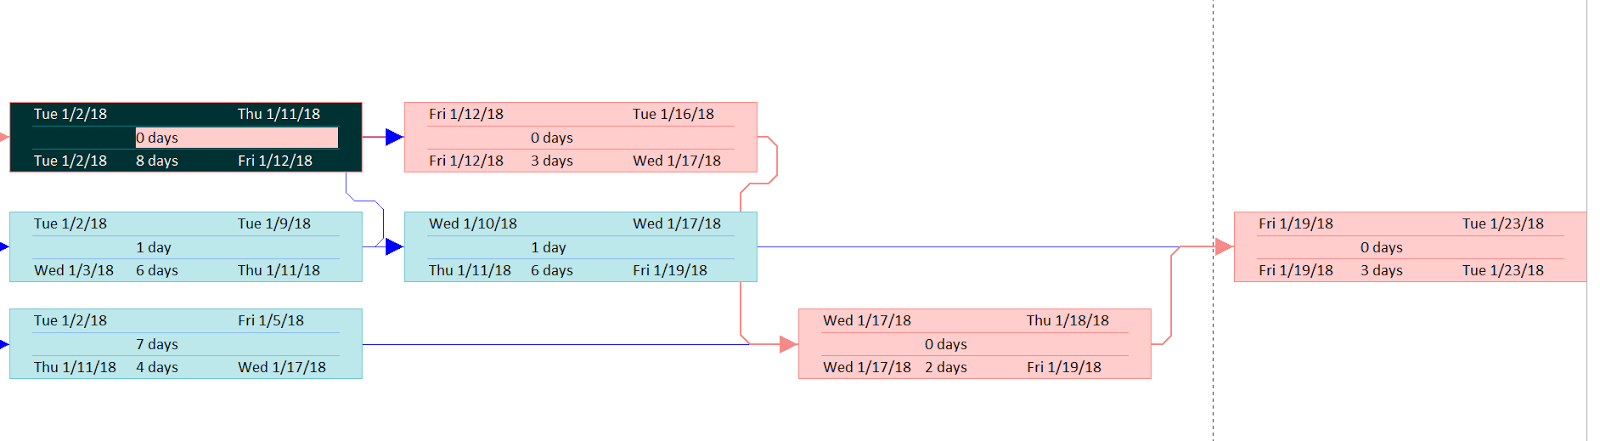 Tue 1/2/18 Thu 1/11/18
0 days
Tue 1/2/18 8 days Fri 1/12/18
Fri 1/12/18 Tue 1/16/18
0 days
Fri 1/12/18 3 days Wed 1/17/18
Tue 1/2/18 Tue 1/9/18
1 day
Wed 1/3/18 6 days Thu 1/11/18
Wed 1/10/18 Wed 1/17/18
1 day
Thu 1/11/18 6 days Fri 1/19/18
Fri 1/19/18 Tue 1/23/18
0 days
Fri 1/19/18 3 days Tue 1/23/18
Tue 1/2/18 Fri 1/5/18
7 days
Thu 1/11/18 4 days Wed 1/17/18
Wed 1/17/18 Thu 1/18/18
0 days
Wed 1/17/18 2 days Fri 1/19/18